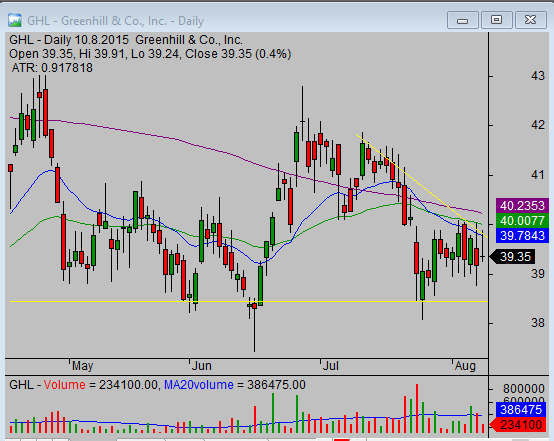 GHL - Greenhill & Co., Inc. - Daily
GHL - Daily 10.8.2015 Greenhill & Co., Inc.
Open 39.35, Hi 39.91, Lo 39.24, Close 39.35 (0.4%)
ATR: 0.917818
43
42
41
40.2353
40.0077
39.7843
39.35
39
38
May
Jun
Jul
Aug
GHL - Volume = 234100.00, MA20volume = 386475.00
800000
600000
386475
234100